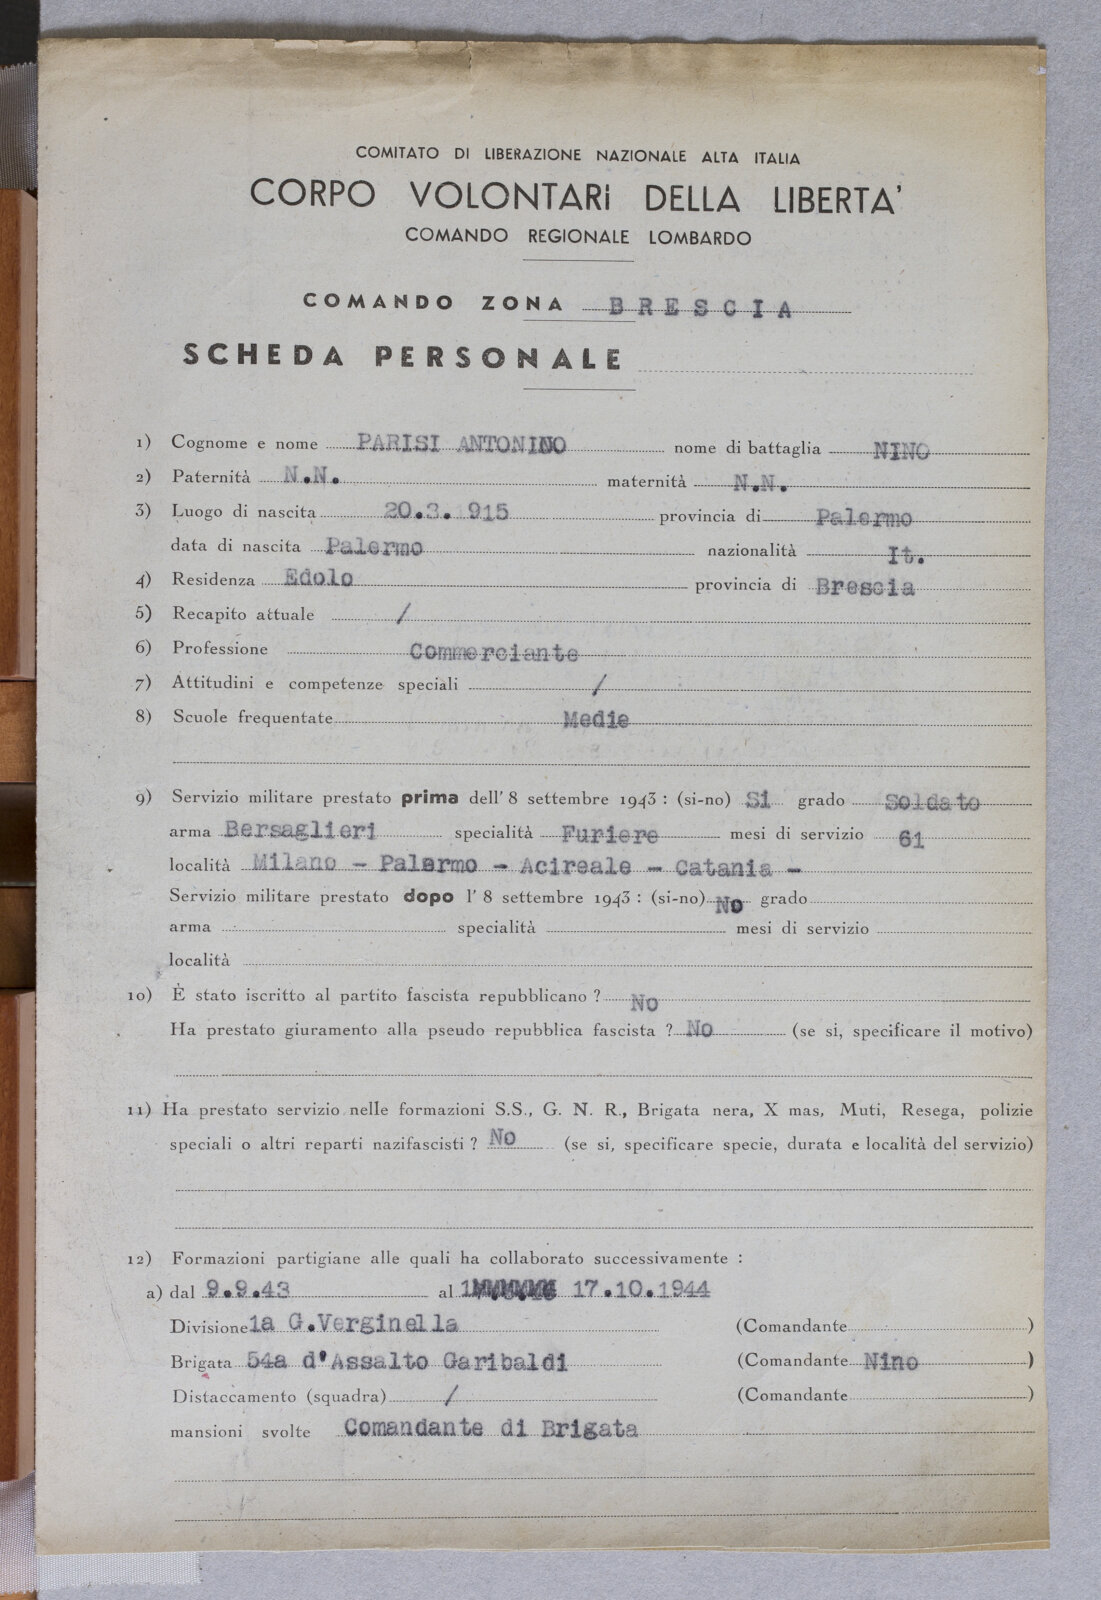 COMITATO DI LIBERAZIONE NAZIONALE ALTA ITALIA
CORPO VOLONTARi DELLA LIBERTA'
COMANDO REGIONALE LOMBARDO
COMANDO ZONA BRESCIA
SCHEDA PERSONALE
1) Cognome e nome PARISI ANTONINO nome di battaglia NINO
2) Paternità N.N. maternità N.N.
3) Luogo di nascita 20.3. 915 provincia di Palermo
data di nascita Palermo nazionalità It.
4) Residenza Edolo provincia di Brescia
5) Recapito attuale /
6) Professione Commerciante
7) Attitudini e competenze speciali /
8) Scuole frequentate Medie
9) Servizio militare prestato prima dell' 8 settembre 1943 : (si-no) Si grado Soldato
arma Bersaglieri specialità Furiere mesi di servizio 61
località Milano - Palermo - Acireale - Catania -
Servizio militare prestato dopo l' 8 settembre 1943 : (si-no) No grado
arma specialità mesi di servizio
località
10) È stato iscritto al partito fascista repubblicano ? No
Ha prestato giuramento alla pseudo repubblica fascista ? No (se si, specificare il motivo)
11) Ha prestato servizio nelle formazioni S.S., G. N. R., Brigata nera, X mas, Muti, Resega, polizie
speciali o altri reparti nazifascisti ? No (se si, specificare specie, durata e località del servizio)
12) Formazioni partigiane alle quali ha collaborato successivamente :
a) dal 9.9.43 al 17.10.1944
Divisione 1a G.Verginella (Comandante )
Brigata 54a d'Assalto Garibaldi (Comandante Nino )
Distaccamento (squadra) / (Comandante )
mansioni svolte Comandante di Brigata